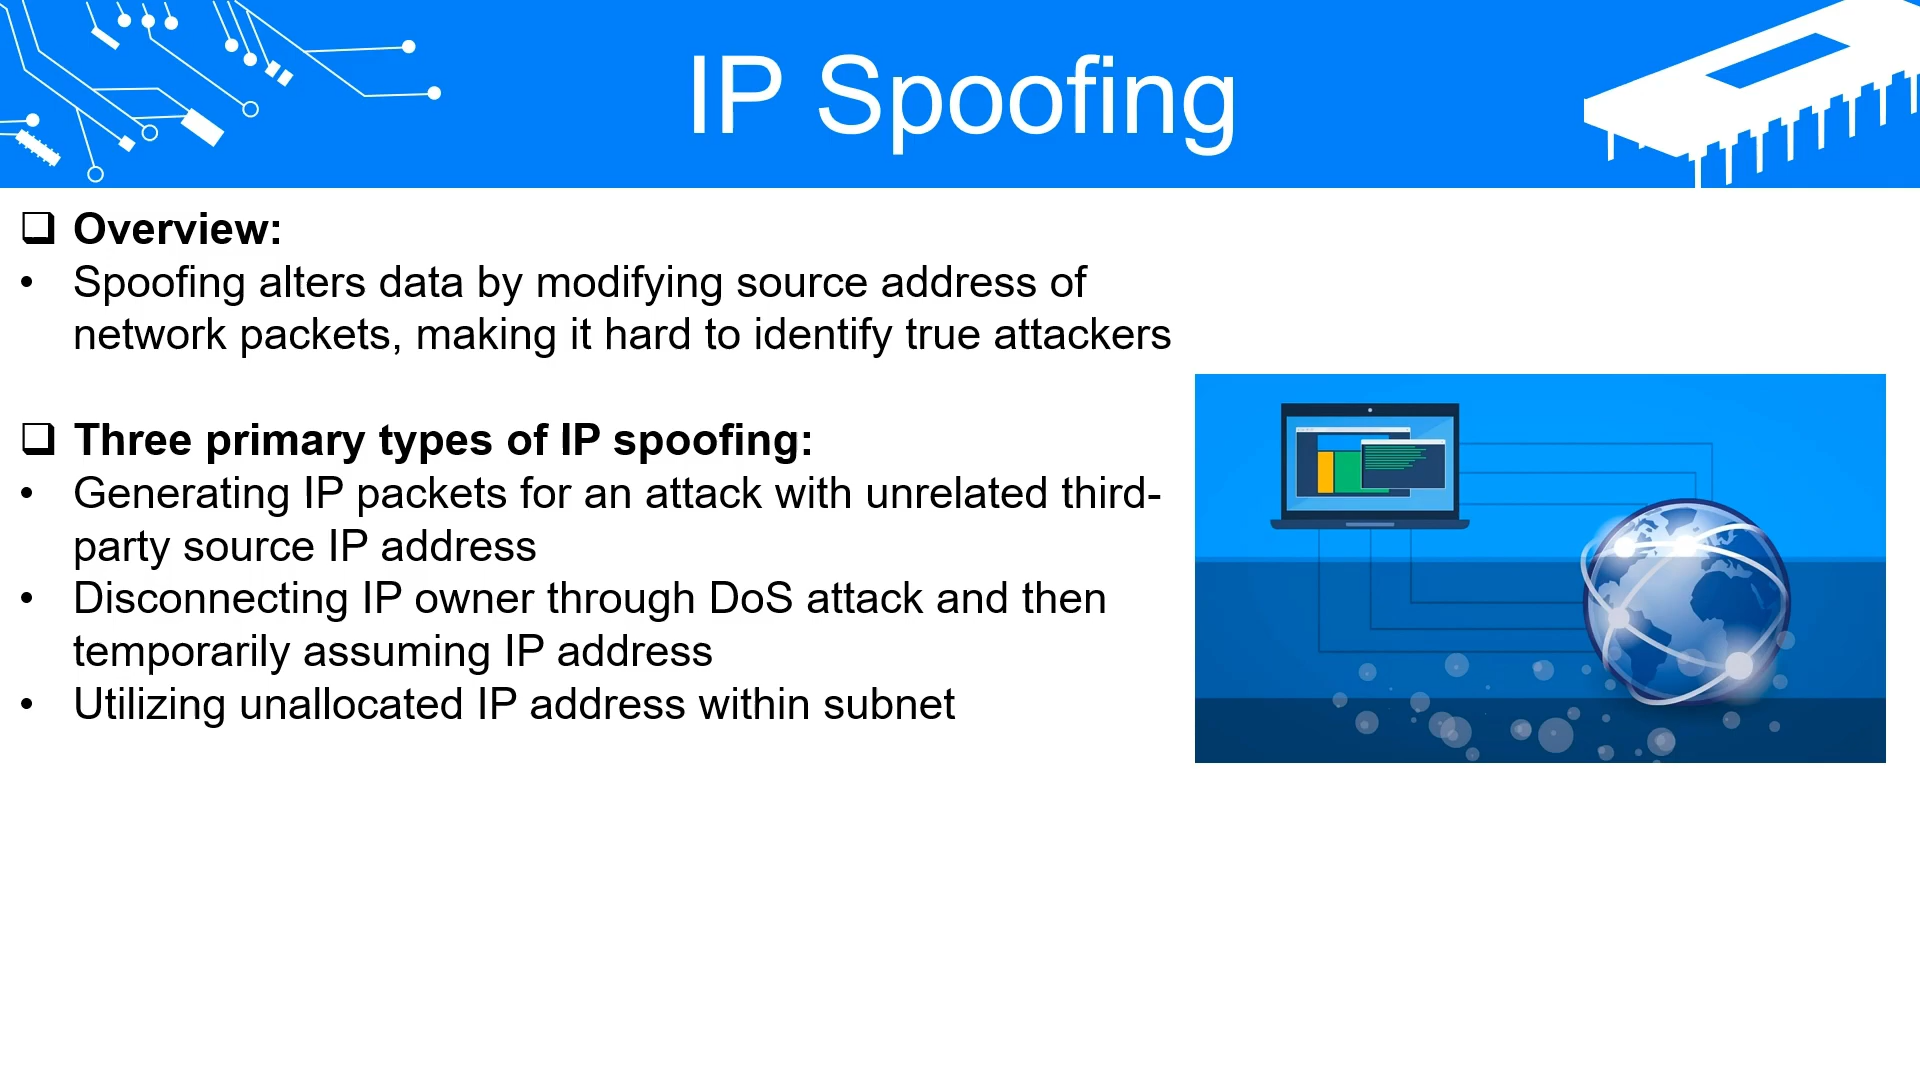 IP Spoofing
❑ Overview:
• Spoofing alters data by modifying source address of
network packets, making it hard to identify true attackers
❑ Three primary types of IP spoofing:
• Generating IP packets for an attack with unrelated third-
party source IP address
• Disconnecting IP owner through DoS attack and then
temporarily assuming IP address
• Utilizing unallocated IP address within subnet